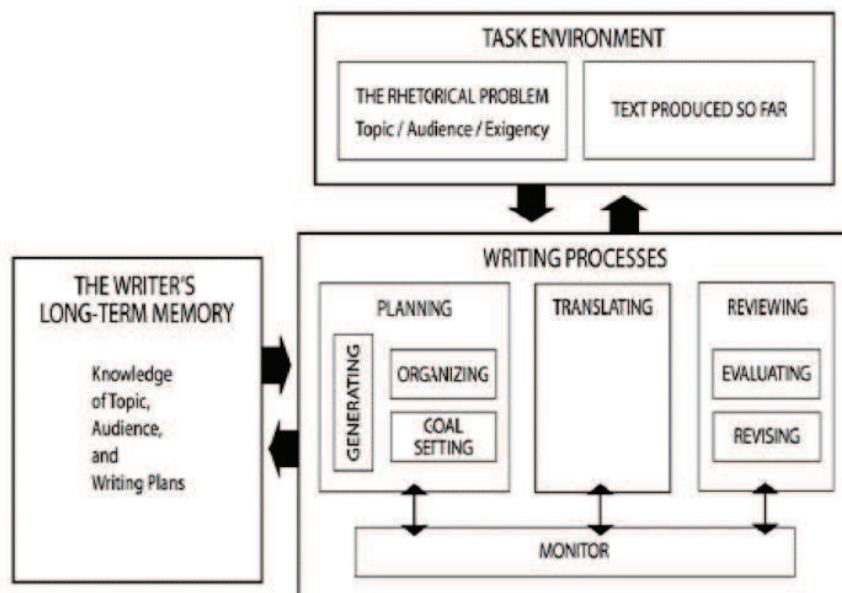 TASK ENVIRONMENT
THE RHETORICAL PROBLEM
Topic / Audience / Exigency
TEXT PRODUCED SO FAR
THE WRITER'S
LONG-TERM MEMORY
Knowledge
of Topic,
Audience,
and
Writing Plans
WRITING PROCESSES
PLANNING
GENERATING
ORGANIZING
GOAL
SETTING
TRANSLATING
REVIEWING
EVALUATING
REVISING
MONITOR